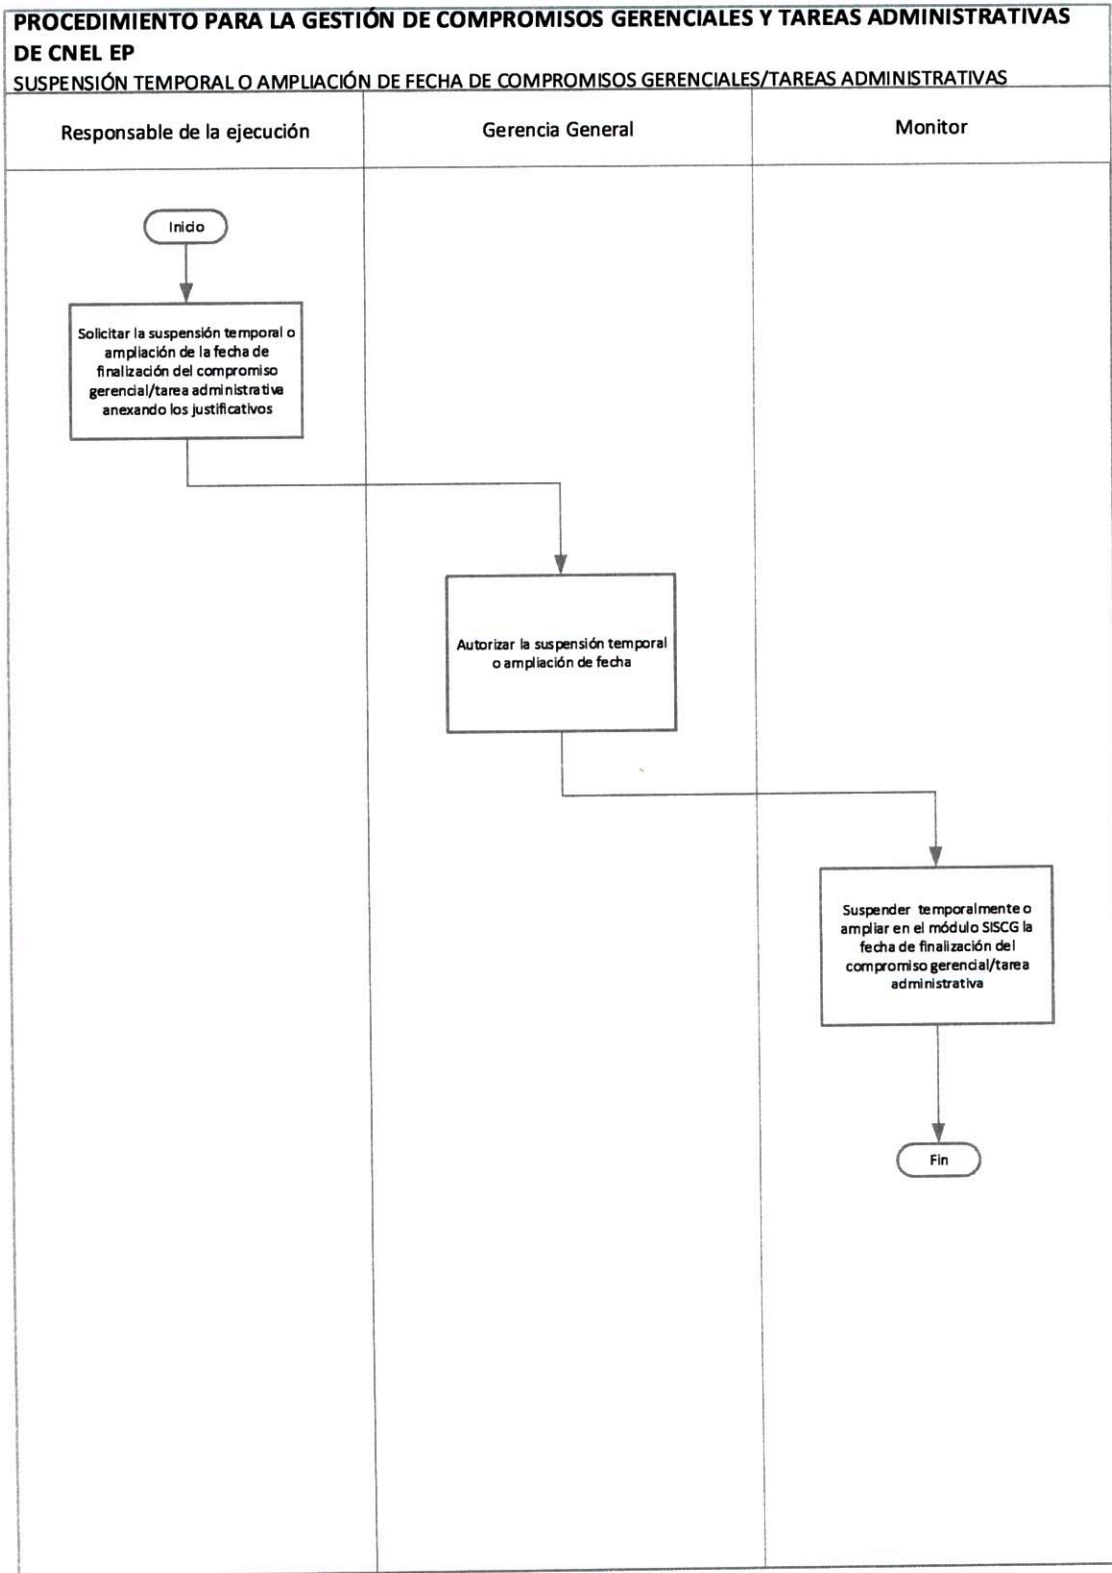 PROCEDIMIENTO PARA LA GESTIÓN DE COMPROMISOS GERENCIALES Y TAREAS ADMINISTRATIVAS
DE CNEL EP
SUSPENSIÓN TEMPORAL O AMPLIACIÓN DE FECHA DE COMPROMISOS GERENCIALES/TAREAS ADMINISTRATIVAS
Responsable de la ejecución
Gerencia General
Monitor
Inicio
Solicitar la suspensión temporal o
ampliación de la fecha de
finalización del compromiso
gerencial/tarea administrativa
anexando los justificativos
Autorizar la suspensión temporal
o ampliación de fecha
Suspender temporalmente o
ampliar en el módulo SISCG la
fecha de finalización del
compromiso gerencial/tarea
administrativa
Fin